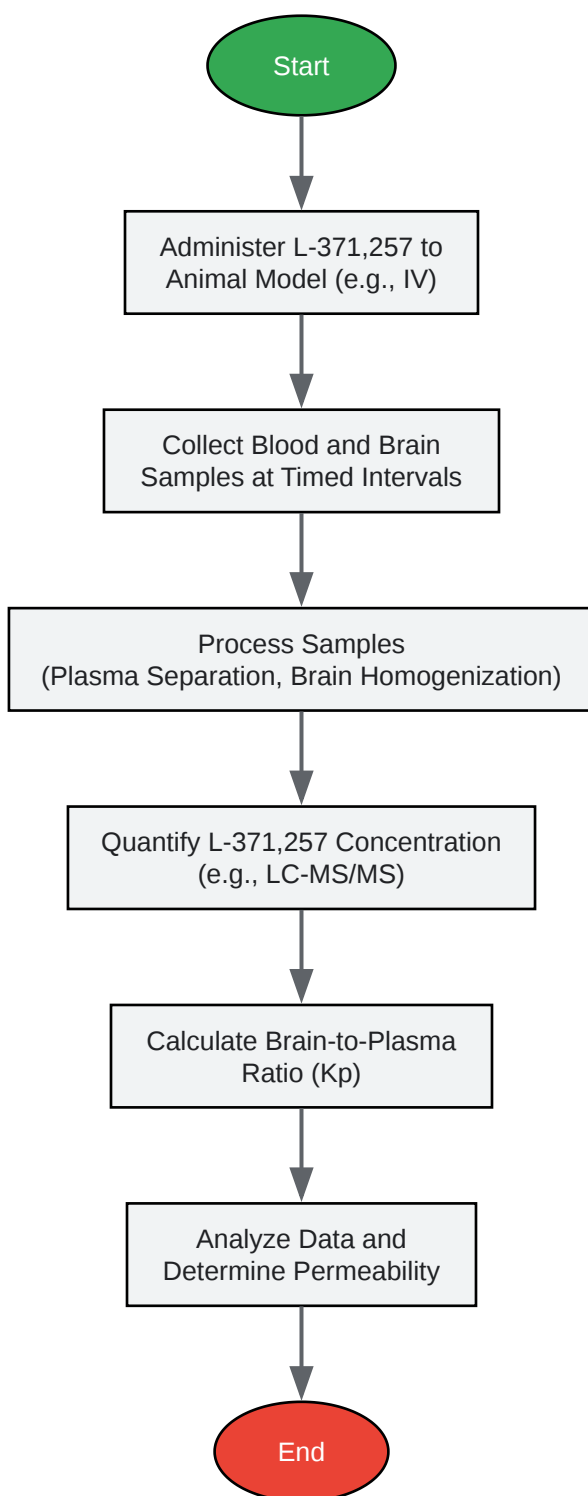 Start
Administer L-371,257 to
Animal Model (e.g., IV)
Collect Blood and Brain
Samples at Timed Intervals
Process Samples
(Plasma Separation, Brain Homogenization)
Quantify L-371,257 Concentration
(e.g., LC-MS/MS)
Calculate Brain-to-Plasma
Ratio (Kp)
Analyze Data and
Determine Permeability
End